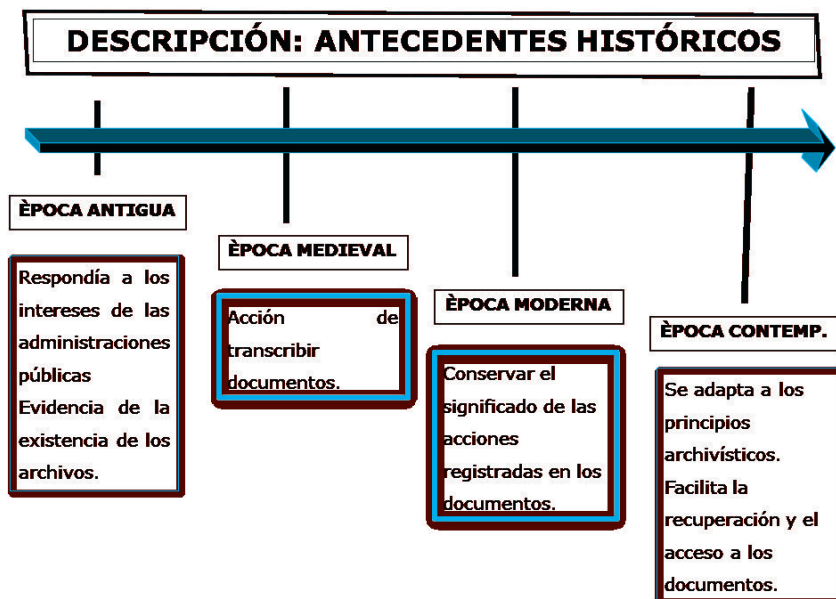 DESCRIPCIÓN: ANTECEDENTES HISTÓRICOS
ÈPOCA ANTIGUA
Respondía a los
intereses de las
administraciones
públicas
Evidencia de la
existencia de los
archivos.
ÈPOCA MEDIEVAL
Acción de
transcribir
documentos.
ÈPOCA MODERNA
Conservar el
significado de las
acciones
registradas en los
documentos.
ÈPOCA CONTEMP.
Se adapta a los
principios
archivísticos.
Facilita la
recuperación y el
acceso a los
documentos.